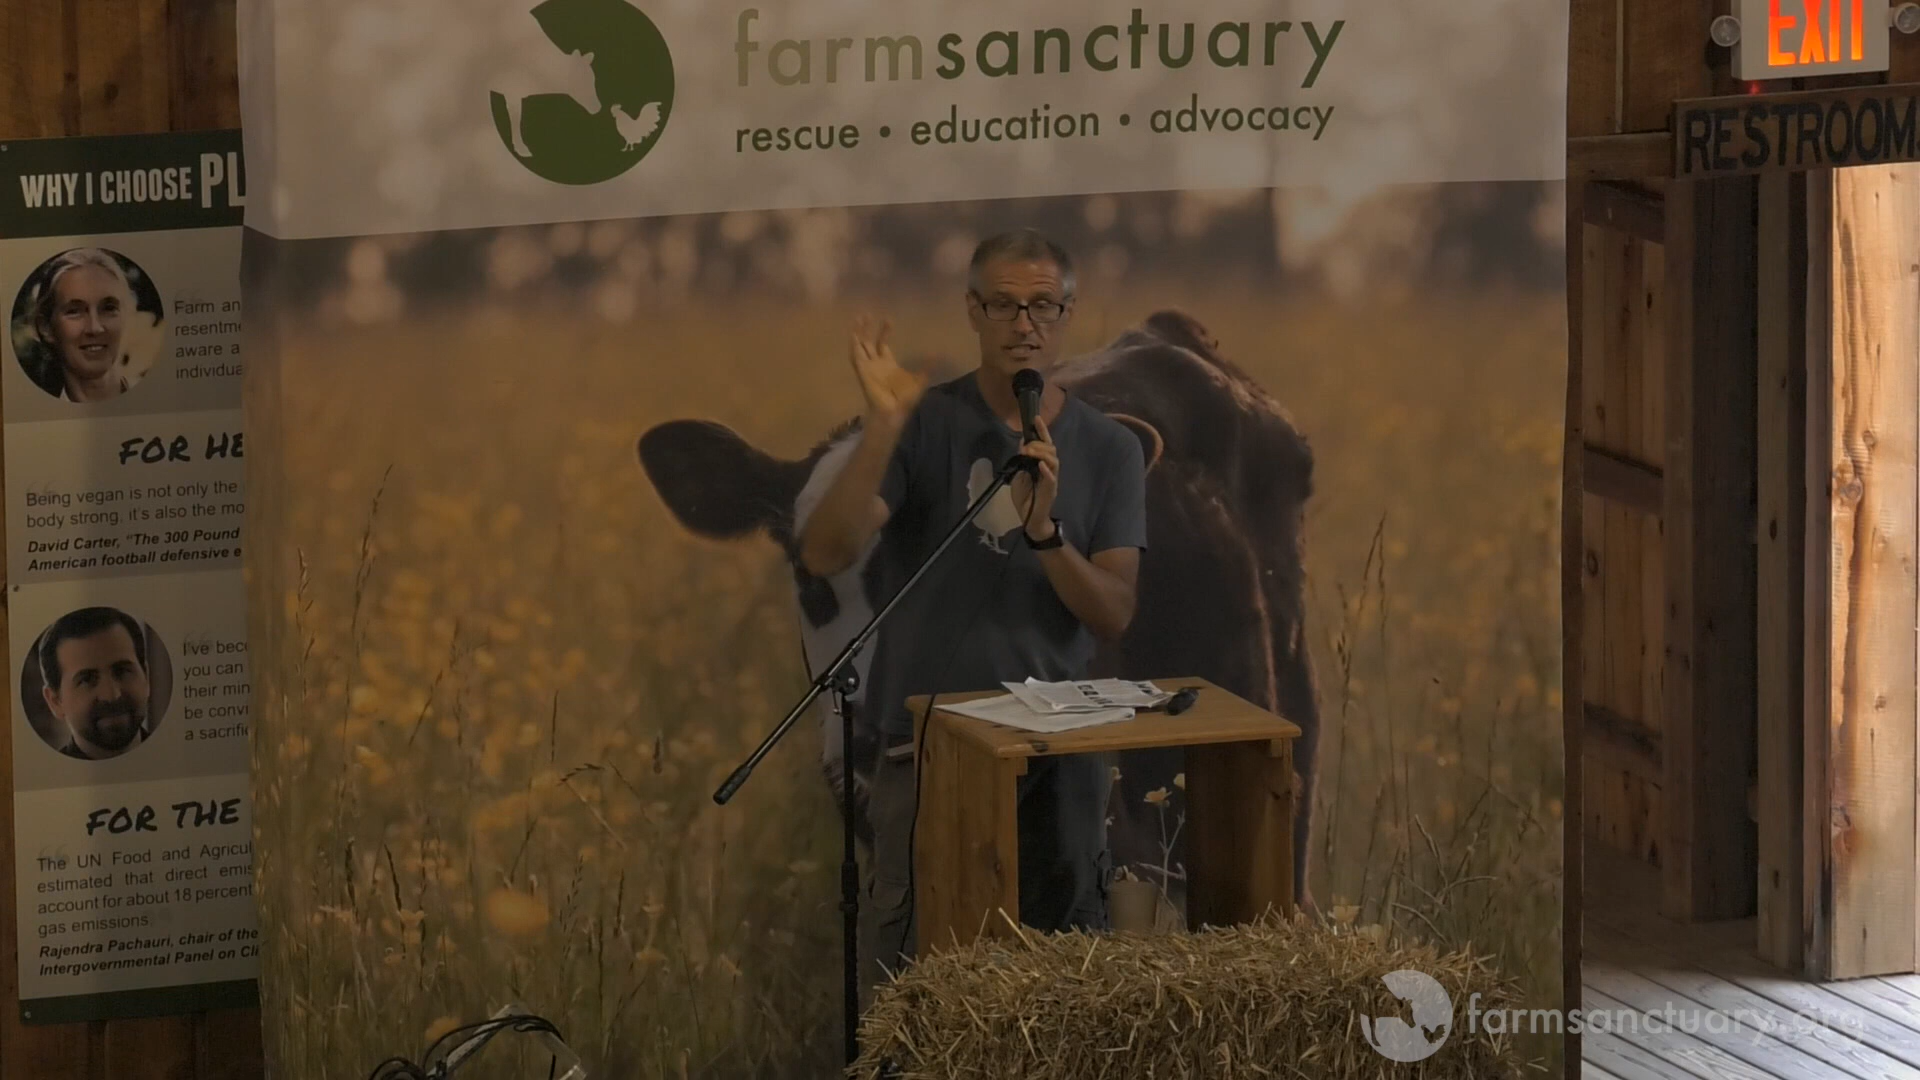 farmsanctuary
rescue • education • advocacy
EXIT
RESTROOM
WHY I CHOOSE PL
Farm an
resentme
aware a
individua
FOR HE
Being vegan is not only the
body strong, it's also the mo
David Carter, "The 300 Pound
American football defensive e
I've bec
you can
their min
be convi
a sacrific
FOR THE
The UN Food and Agricul
estimated that direct emis
account for about 18 percent
gas emissions.
Rajendra Pachauri, chair of the
Intergovernmental Panel on Cli
farmsanctuary.org